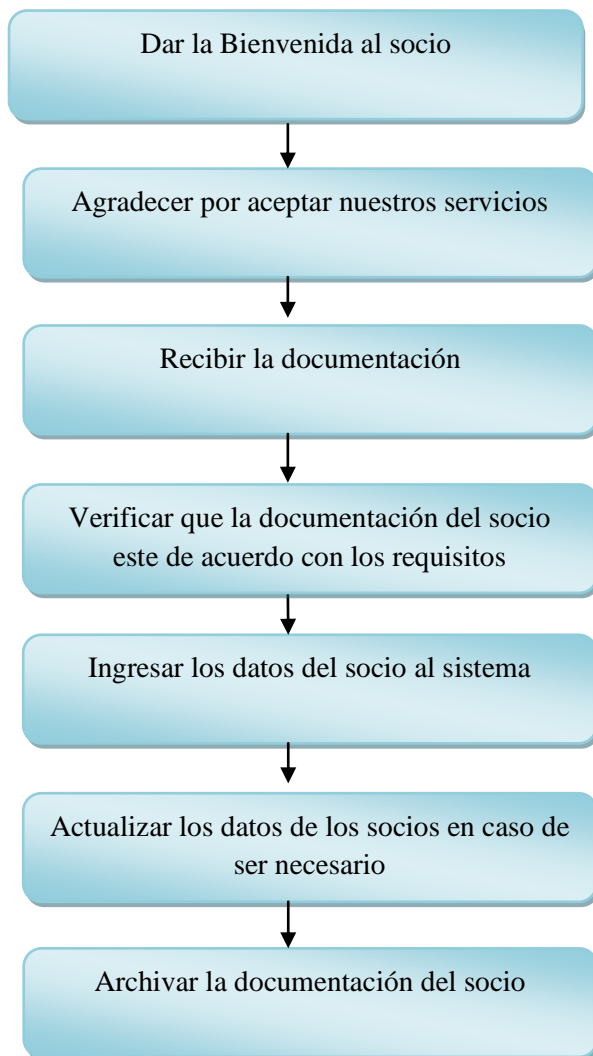 Dar la Bienvenida al socio
Agradecer por aceptar nuestros servicios
Recibir la documentación
Verificar que la documentación del socio
este de acuerdo con los requisitos
Ingresar los datos del socio al sistema
Actualizar los datos de los socios en caso de
ser necesario
Archivar la documentación del socio